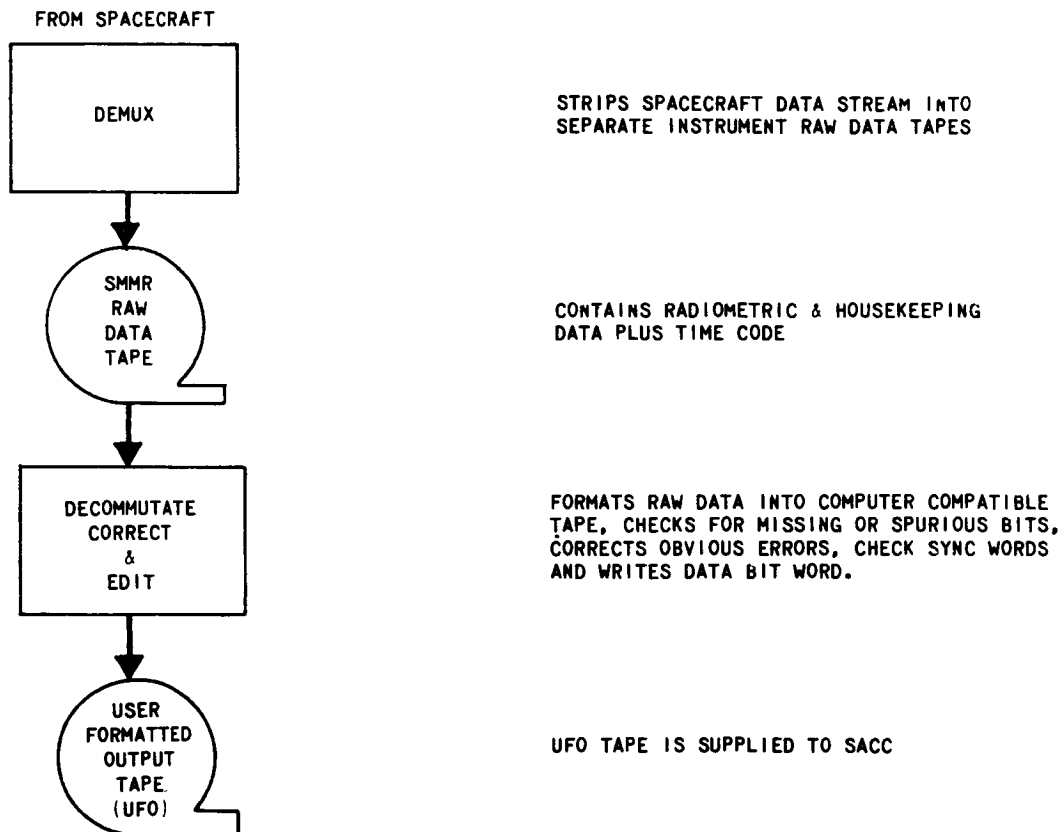 FROM SPACECRAFT
DEMUX
STRIPS SPACECRAFT DATA STREAM INTO
SEPARATE INSTRUMENT RAW DATA TAPES
SMMR
RAW
DATA
TAPE
CONTAINS RADIOMETRIC & HOUSEKEEPING
DATA PLUS TIME CODE
DECOMMUTATE
CORRECT
&
EDIT
FORMATS RAW DATA INTO COMPUTER COMPATIBLE
TAPE, CHECKS FOR MISSING OR SPURIOUS BITS,
CORRECTS OBVIOUS ERRORS, CHECK SYNC WORDS
AND WRITES DATA BIT WORD.
USER
FORMATTED
OUTPUT
TAPE
(UFO)
UFO TAPE IS SUPPLIED TO SACC